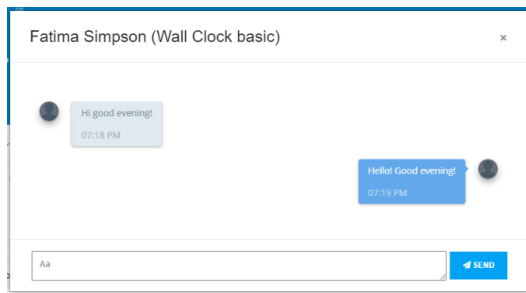 Fatima Simpson (Wall Clock basic)
×
Hi good evening!
07:18 PM
Hello! Good evening!
07:19 PM
Aa
SEND